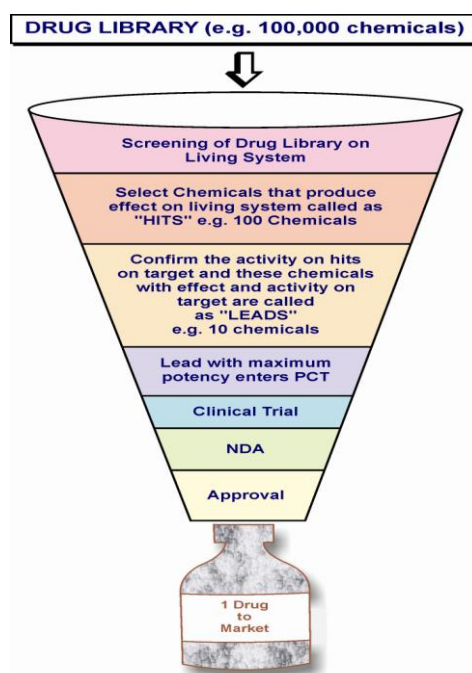 DRUG LIBRARY (e.g. 100,000 chemicals)
Screening of Drug Library on
Living System
Select Chemicals that produce
effect on living system called as
"HITS" e.g. 100 Chemicals
Confirm the activity on hits
on target and these chemicals
with effect and activity on
target are called
as "LEADS"
e.g. 10 chemicals
Lead with maximum
potency enters PCT
Clinical Trial
NDA
Approval
1 Drug
to
Market